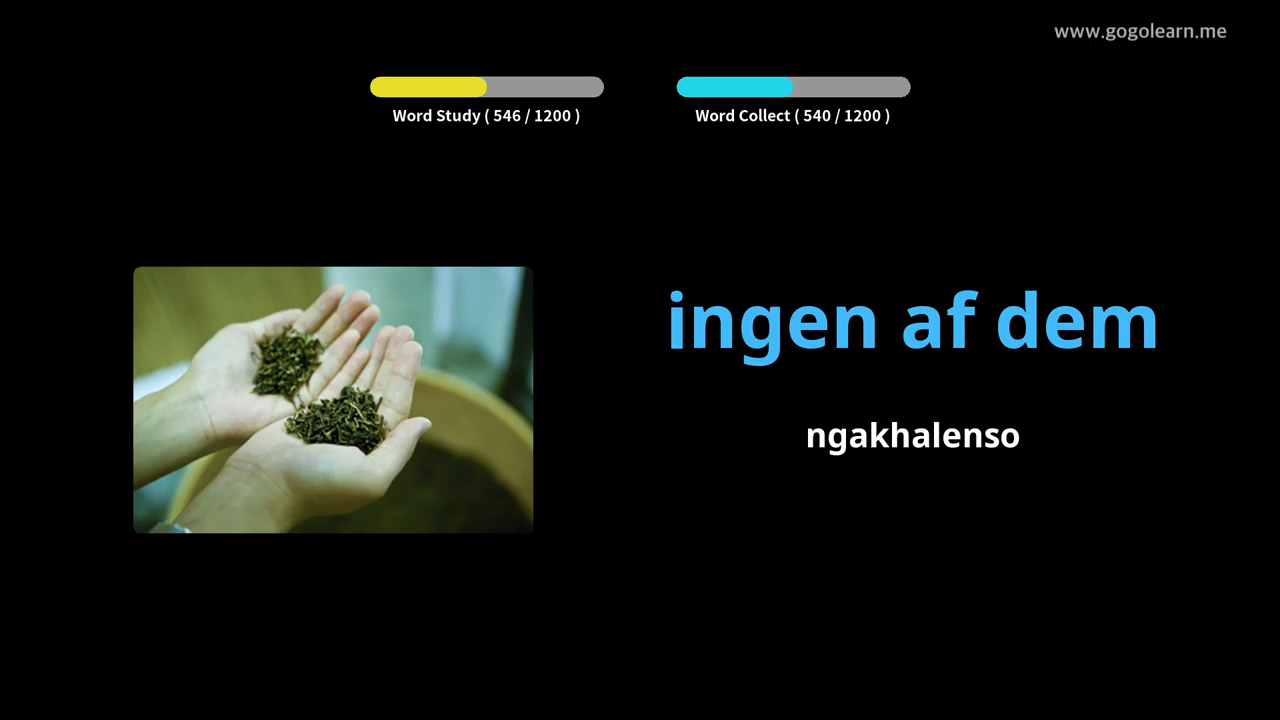 www.gogolearn.me
Word Study ( 546 / 1200 )
Word Collect ( 540 / 1200 )
ingen af dem
ngakhalenso